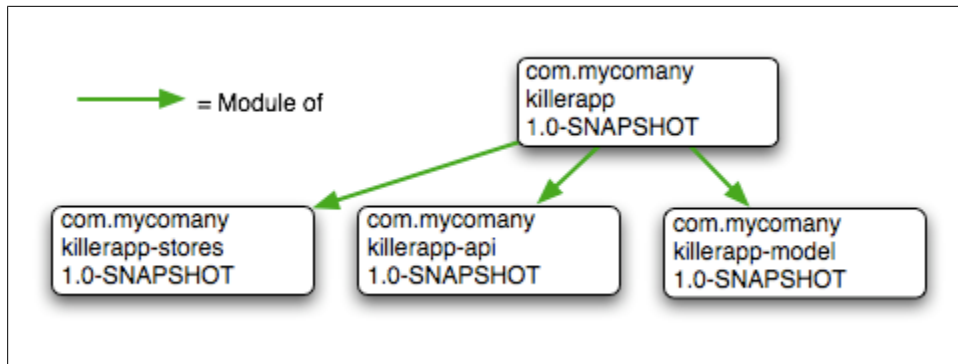 = Module of
com.mycomany
killerapp
1.0-SNAPSHOT
com.mycomany
killerapp-stores
1.0-SNAPSHOT
com.mycomany
killerapp-api
1.0-SNAPSHOT
com.mycomany
killerapp-model
1.0-SNAPSHOT